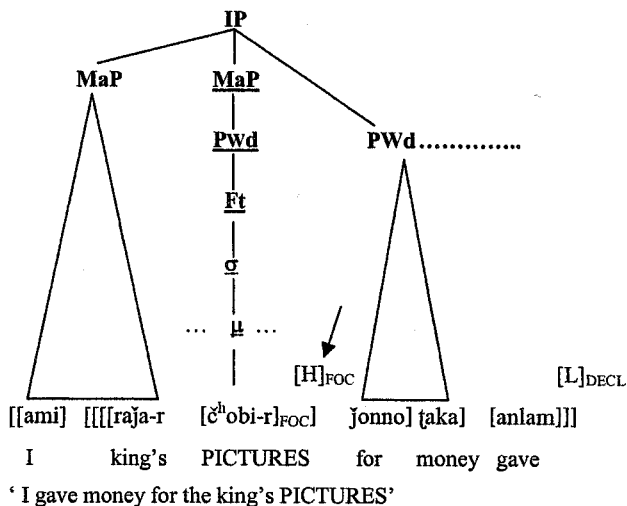 IP
MaP MaP
PWd PWd..............
Ft
σ
... μ ...
[H]FOC [L]DECL
[[ami] [[[[raǰa-r [čʰobi-r]FOC] ǰonno] ţaka] [anlam]]]
I king's PICTURES for money gave
‘ I gave money for the king's PICTURES’